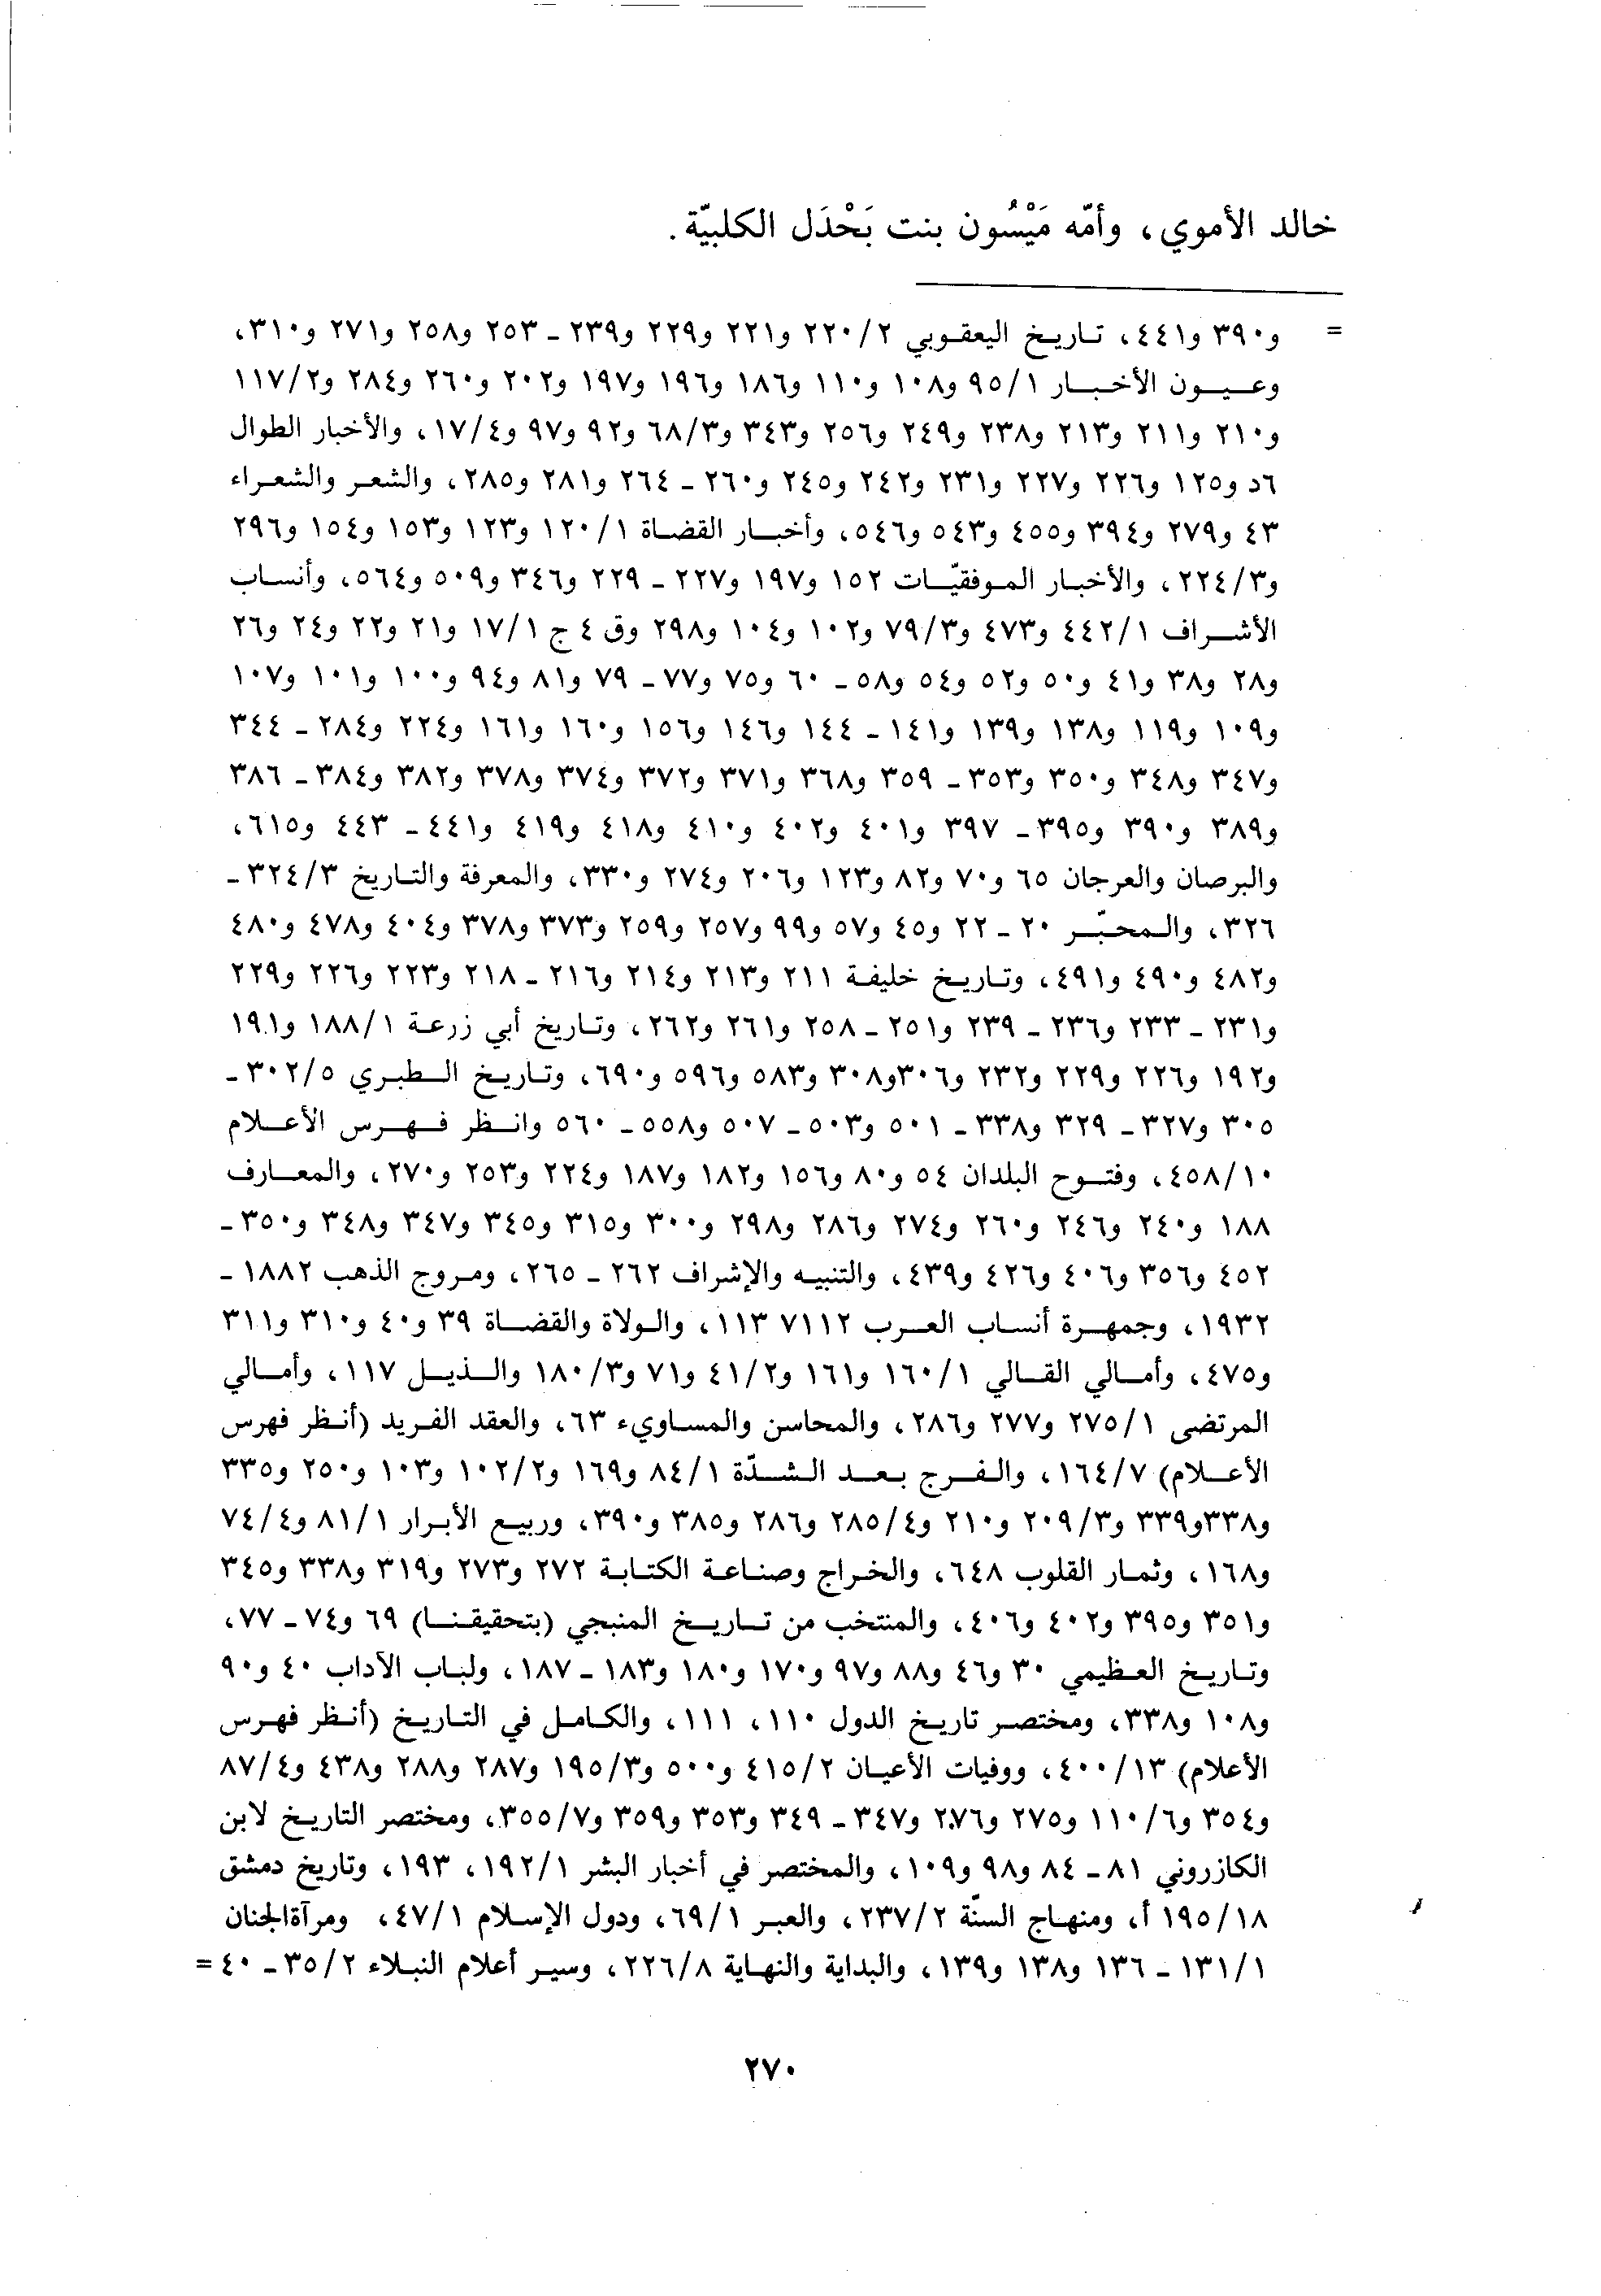 خالد الأموي، وأمّه مَيْسُون بنت بَحْدَل الكلبيّة.
= و٣٩٠ و٤٤١، تاريخ اليعقوبي ٢/ ٢٢٠ و٢٢١ و٢٢٩ و٢٣٩ ـ ٢٥٣ و٢٥٨ و٢٧١ و٣١٠،
وعيون الأخبار ١/ ٩٥ و١٠٨ و١١٠ و١٨٦ و١٩٦ و١٩٧ و٢٠٢ و٢٦٠ و٢٨٤ و٢/ ١١٧
و٢١٠ و٢١١ و٢١٣ و٢٣٨ و٢٤٩ و٢٥٦ و٣٤٣ و٣/ ٦٨ و٩٢ و٩٧ و٤/ ١٧، والأخبار الطوال
٦د و١٢٥ و٢٢٦ و٢٢٧ و٢٣١ و٢٤٢ و٢٤٥ و٢٦٠ ـ ٢٦٤ و٢٨١ و٢٨٥، والشعر والشعراء
٤٣ و٢٧٩ و٣٩٤ و٤٥٥ و٥٤٣ و٥٤٦، وأخبار القضاة ١/ ١٢٠ و١٢٣ و١٥٣ و١٥٤ و٢٩٦
و٣/ ٢٢٤، والأخبار الموفقيّات ١٥٢ و١٩٧ و٢٢٧ ـ ٢٢٩ و٣٤٦ و٥٠٩ و٥٦٤، وأنساب
الأشراف ١/ ٤٤٢ و٤٧٣ و٣/ ٧٩ و١٠٢ و١٠٤ و٢٩٨ وق ٤ ج ١/ ١٧ و٢١ و٢٢ و٢٤ و٢٦
و٢٨ و٣٨ و٤١ و٥٠ و٥٢ و٥٤ و٥٨ ـ ٦٠ و٧٥ و٧٧ ـ ٧٩ و٨١ و٩٤ و١٠٠ و١٠١ و١٠٧
و١٠٩ و١١٩ و١٣٨ و١٣٩ و١٤١ ـ ١٤٤ و١٤٦ و١٥٦ و١٦٠ و١٦١ و٢٢٤ و٢٨٤ ـ ٣٤٤
و٣٤٧ و٣٤٨ و٣٥٠ و٣٥٣ ـ ٣٥٩ و٣٦٨ و٣٧١ و٣٧٢ و٣٧٤ و٣٧٨ و٣٨٢ و٣٨٤ ـ ٣٨٦
و٣٨٩ و٣٩٠ و٣٩٥ ـ ٣٩٧ و٤٠١ و٤٠٢ و٤١٠ و٤١٨ و٤١٩ و٤٤١ ـ ٤٤٣ و٦١٥،
والبرصان والعرجان ٦٥ و٧٠ و٨٢ و١٢٣ و٢٠٦ و٢٧٤ و٣٣٠، والمعرفة والتاريخ ٣/ ٣٢٤ ـ
٣٢٦، والمحبّر ٢٠ ـ ٢٢ و٤٥ و٥٧ و٩٩ و٢٥٧ و٢٥٩ و٣٧٣ و٣٧٨ و٤٠٤ و٤٧٨ و٤٨٠
و٤٨٢ و٤٩٠ و٤٩١، وتاريخ خليفة ٢١١ و٢١٣ و٢١٤ و٢١٦ ـ ٢١٨ و٢٢٣ و٢٢٦ و٢٢٩
و٢٣١ ـ ٢٣٣ و٢٣٦ ـ ٢٣٩ و٢٥١ ـ ٢٥٨ و٢٦١ و٢٦٢، وتاريخ أبي زرعة ١/ ١٨٨ و١٩١
و١٩٢ و٢٢٦ و٢٢٩ و٢٣٢ و٣٠٦و٣٠٨ و٥٨٣ و٥٩٦ و٦٩٠، وتاريخ الطبري ٥/ ٣٠٢ ـ
٣٠٥ و٣٢٧ ـ ٣٢٩ و٣٣٨ ـ ٥٠١ و٥٠٣ ـ ٥٠٧ و٥٥٨ ـ ٥٦٠ وانظر فهرس الأعلام
١٠/ ٤٥٨، وفتوح البلدان ٥٤ و٨٠ و١٥٦ و١٨٢ و١٨٧ و٢٢٤ و٢٥٣ و٢٧٠، والمعارف
١٨٨ و٢٤٠ و٢٤٦ و٢٦٠ و٢٧٤ و٢٨٦ و٢٩٨ و٣٠٠ و٣١٥ و٣٤٥ و٣٤٧ و٣٤٨ و٣٥٠ ـ
٤٥٢ و٣٥٦ و٤٠٦ و٤٢٦ و٤٣٩، والتنبيه والإشراف ٢٦٢ ـ ٢٦٥، ومروج الذهب ١٨٨٢ ـ
١٩٣٢، وجمهرة أنساب العرب ٧١١٢ ١١٣، والولاة والقضاة ٣٩ و٤٠ و٣١٠ و٣١١
و٤٧٥، وأمالي القالي ١/ ١٦٠ و١٦١ و٢/ ٤١ و٧١ و٣/ ١٨٠ والذيل ١١٧، وأمالي
المرتضى ١/ ٢٧٥ و٢٧٧ و٢٨٦، والمحاسن والمساويء ٦٣، والعقد الفريد (أنظر فهرس
الأعلام) ٧/ ١٦٤، والفرج بعد الشدّة ١/ ٨٤ و١٦٩ و٢/ ١٠٢ و١٠٣ و٢٥٠ و٣٣٥
و٣٣٨و٣٣٩ و٣/ ٢٠٩ و٢١٠ و٤/ ٢٨٥ و٢٨٦ و٣٨٥ و٣٩٠، وربيع الأبرار ١/ ٨١ و٤/ ٧٤
و١٦٨، وثمار القلوب ٦٤٨، والخراج وصناعة الكتابة ٢٧٢ و٢٧٣ و٣١٩ و٣٣٨ و٣٤٥
و٣٥١ و٣٩٥ و٤٠٢ و٤٠٦، والمنتخب من تاريخ المنبجي (بتحقيقنا) ٦٩ و٧٤ ـ ٧٧،
وتاريخ العظيمي ٣٠ و٤٦ و٨٨ و٩٧ و١٧٠ و١٨٠ و١٨٣ ـ ١٨٧، ولباب الآداب ٤٠ و٩٠
و١٠٨ و٣٣٨، ومختصر تاريخ الدول ١١٠، ١١١، والكامل في التاريخ (أنظر فهرس
الأعلام) ١٣/ ٤٠٠، ووفيات الأعيان ٢/ ٤١٥ و٥٠٠ و٣/ ١٩٥ و٢٨٧ و٢٨٨ و٤٣٨ و٤/ ٨٧
و٣٥٤ و٦/ ١١٠ و٢٧٥ و٢٧٦ و٣٤٧ ـ ٣٤٩ و٣٥٣ و٣٥٩ و٧/ ٣٥٥، ومختصر التاريخ لابن
الكازروني ٨١ ـ ٨٤ و٩٨ و١٠٩، والمختصر في أخبار البشر ١/ ١٩٢، ١٩٣، وتاريخ دمشق
١٨/ ١٩٥ أ، ومنهاج السنّة ٢/ ٢٣٧، والعبر ١/ ٦٩، ودول الإسلام ١/ ٤٧، ومرآة الجنان
١/ ١٣١ ـ ١٣٦ و١٣٨ و١٣٩، والبداية والنهاية ٨/ ٢٢٦، وسير أعلام النبلاء ٢/ ٣٥ ـ ٤٠ =
٢٧٠